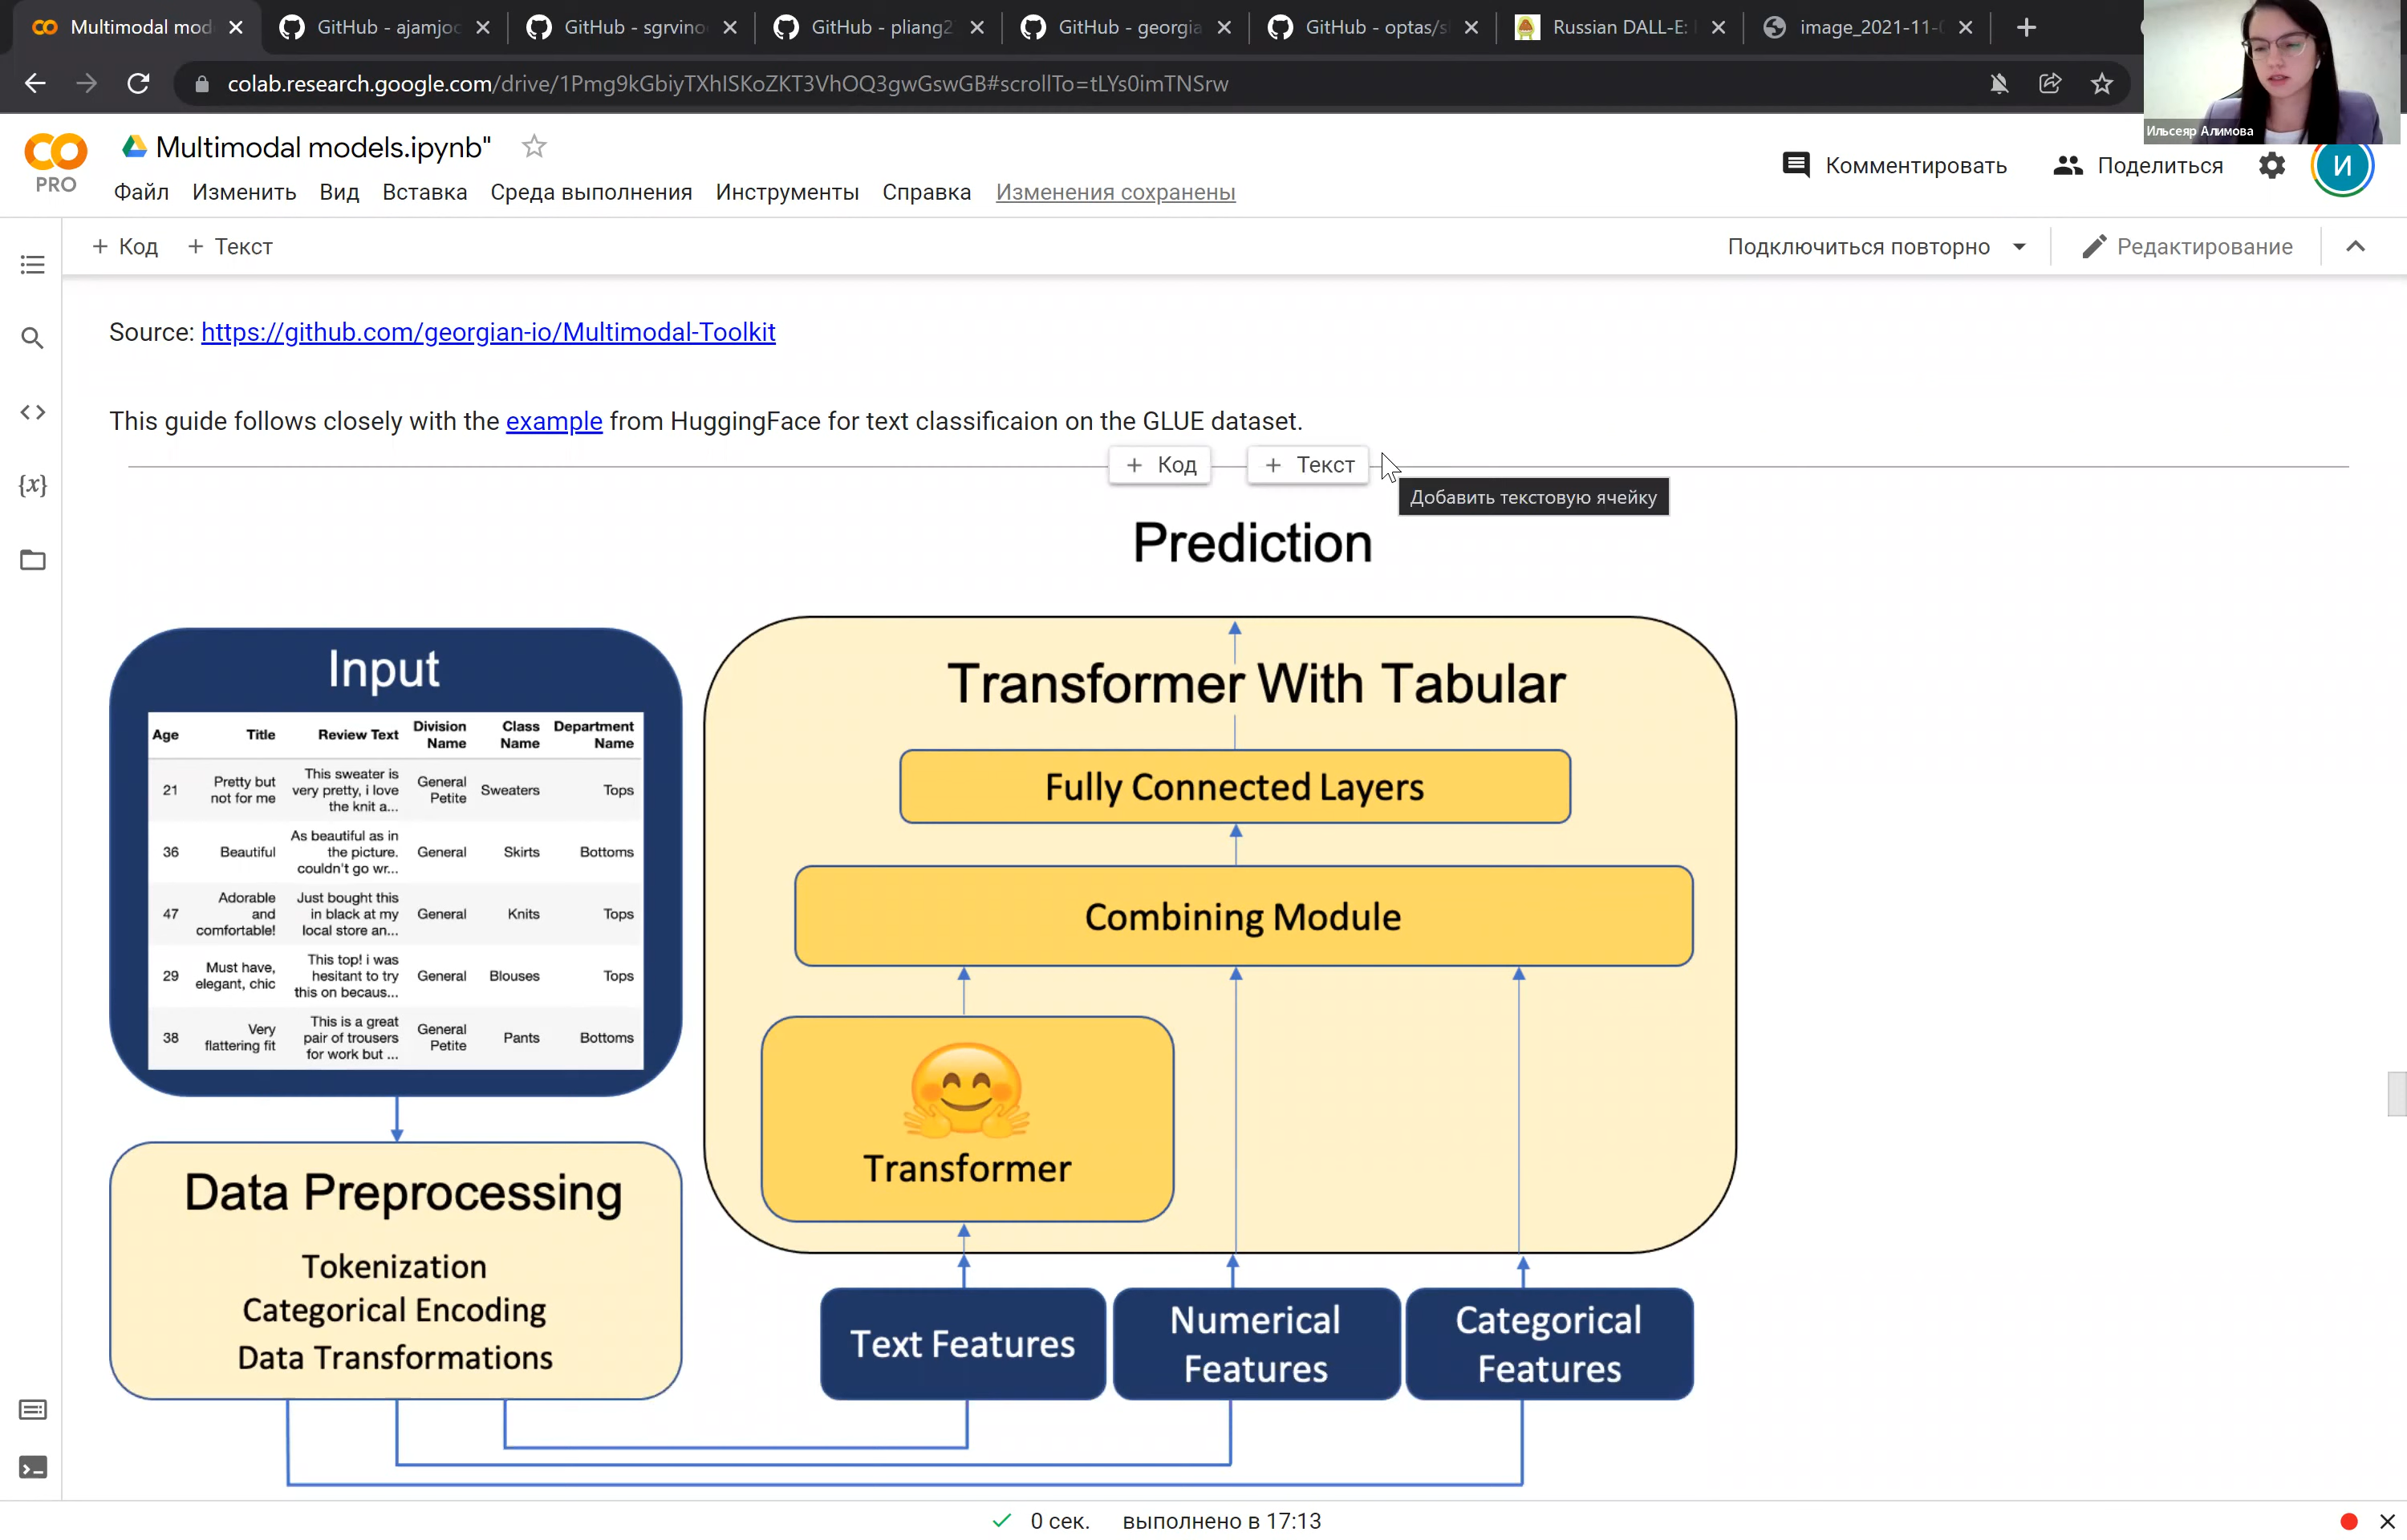 Multimodal mod
GitHub - ajamjoc
GitHub - sgrvino
GitHub - pliang2
GitHub - georgia
GitHub - optas/s
Russian DALL-E:
image_2021-11-0
colab.research.google.com/drive/1Pmg9kGbiyTXhISKoZKT3VhOQ3gwGswGB#scrollTo=tLYs0imTNSrw
Ильсеяр Алимова
PRO
Multimodal models.ipynb"
Файл Изменить Вид Вставка Среда выполнения Инструменты Справка Изменения сохранены
Комментировать
Поделиться
И
+ Код + Текст
Подключиться повторно
Редактирование
Source: https://github.com/georgian-io/Multimodal-Toolkit
This guide follows closely with the example from HuggingFace for text classificaion on the GLUE dataset.
+ Код
+ Текст
Добавить текстовую ячейку
Prediction
Input
Age Title Review Text Division Name Class Name Department Name
21 Pretty but not for me This sweater is very pretty, i love the knit a... General Petite Sweaters Tops
36 Beautiful As beautiful as in the picture. couldn't go wr... General Skirts Bottoms
47 Adorable and comfortable! Just bought this in black at my local store an... General Knits Tops
29 Must have, elegant, chic This top! i was hesitant to try this on becaus... General Blouses Tops
38 Very flattering fit This is a great pair of trousers for work but ... General Petite Pants Bottoms
Data Preprocessing
Tokenization
Categorical Encoding
Data Transformations
Transformer With Tabular
Fully Connected Layers
Combining Module
Transformer
Text Features
Numerical
Features
Categorical
Features
0 сек. выполнено в 17:13